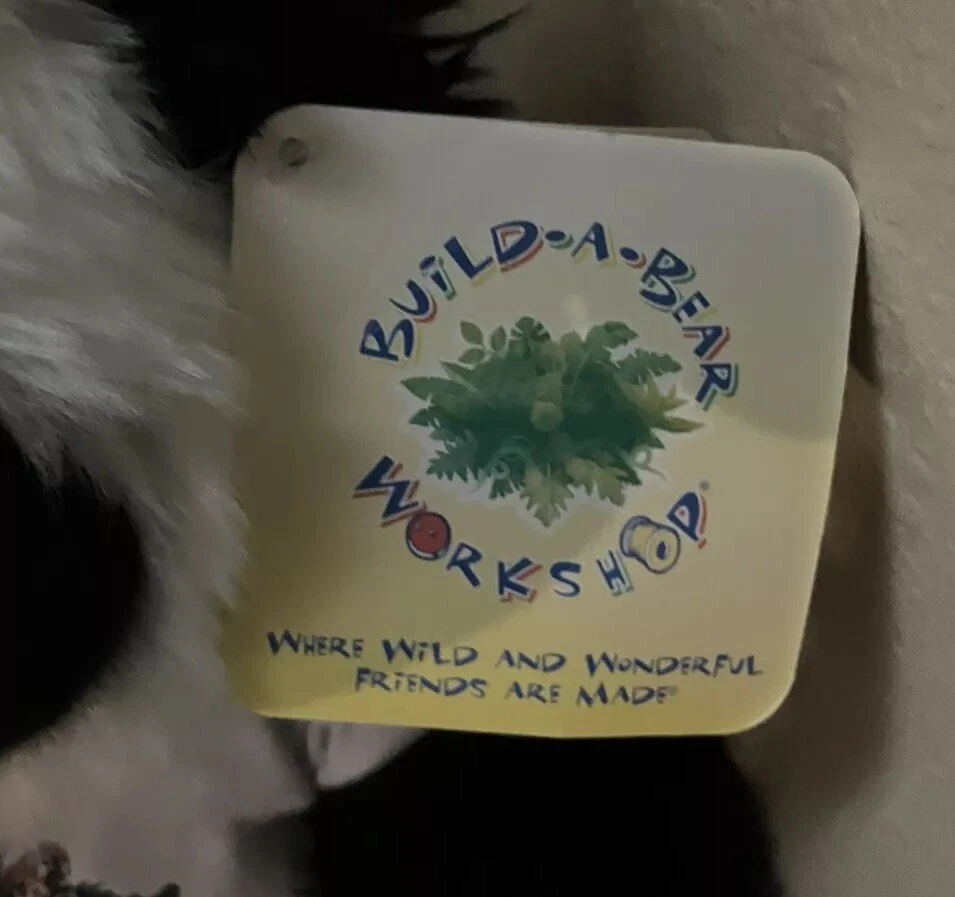 BUILD-A-BEAR
WORKSHOP®
WHERE WILD AND WONDERFUL
FRIENDS ARE MADE®